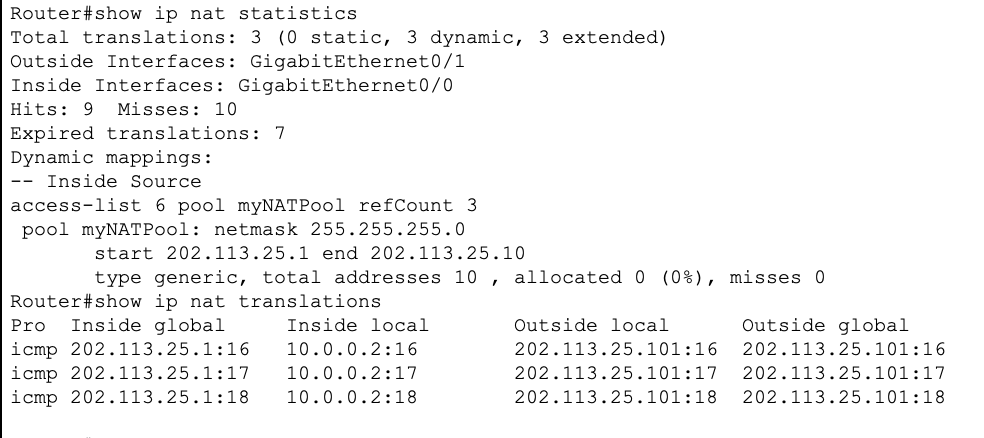 Router#show ip nat statistics
Total translations: 3 (0 static, 3 dynamic, 3 extended)
Outside Interfaces: GigabitEthernet0/1
Inside Interfaces: GigabitEthernet0/0
Hits: 9  Misses: 10
Expired translations: 7
Dynamic mappings:
-- Inside Source
access-list 6 pool myNATPool refCount 3
 pool myNATPool: netmask 255.255.255.0
       start 202.113.25.1 end 202.113.25.10
       type generic, total addresses 10 , allocated 0 (0%), misses 0
Router#show ip nat translations
Pro  Inside global     Inside local       Outside local      Outside global
icmp 202.113.25.1:16   10.0.0.2:16        202.113.25.101:16  202.113.25.101:16
icmp 202.113.25.1:17   10.0.0.2:17        202.113.25.101:17  202.113.25.101:17
icmp 202.113.25.1:18   10.0.0.2:18        202.113.25.101:18  202.113.25.101:18